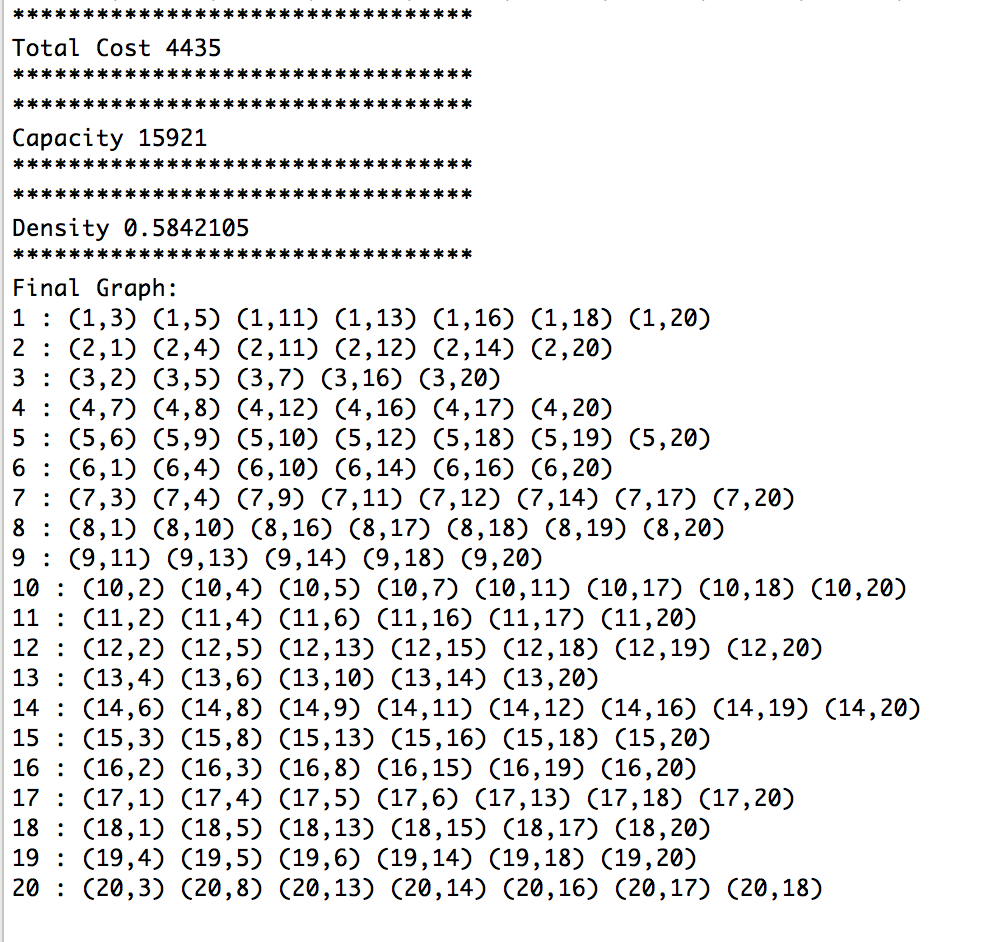 *********************************
Total Cost 4435
*********************************
*********************************
Capacity 15921
*********************************
*********************************
Density 0.5842105
*********************************
Final Graph:
1 : (1,3) (1,5) (1,11) (1,13) (1,16) (1,18) (1,20)
2 : (2,1) (2,4) (2,11) (2,12) (2,14) (2,20)
3 : (3,2) (3,5) (3,7) (3,16) (3,20)
4 : (4,7) (4,8) (4,12) (4,16) (4,17) (4,20)
5 : (5,6) (5,9) (5,10) (5,12) (5,18) (5,19) (5,20)
6 : (6,1) (6,4) (6,10) (6,14) (6,16) (6,20)
7 : (7,3) (7,4) (7,9) (7,11) (7,12) (7,14) (7,17) (7,20)
8 : (8,1) (8,10) (8,16) (8,17) (8,18) (8,19) (8,20)
9 : (9,11) (9,13) (9,14) (9,18) (9,20)
10 : (10,2) (10,4) (10,5) (10,7) (10,11) (10,17) (10,18) (10,20)
11 : (11,2) (11,4) (11,6) (11,16) (11,17) (11,20)
12 : (12,2) (12,5) (12,13) (12,15) (12,18) (12,19) (12,20)
13 : (13,4) (13,6) (13,10) (13,14) (13,20)
14 : (14,6) (14,8) (14,9) (14,11) (14,12) (14,16) (14,19) (14,20)
15 : (15,3) (15,8) (15,13) (15,16) (15,18) (15,20)
16 : (16,2) (16,3) (16,8) (16,15) (16,19) (16,20)
17 : (17,1) (17,4) (17,5) (17,6) (17,13) (17,18) (17,20)
18 : (18,1) (18,5) (18,13) (18,15) (18,17) (18,20)
19 : (19,4) (19,5) (19,6) (19,14) (19,18) (19,20)
20 : (20,3) (20,8) (20,13) (20,14) (20,16) (20,17) (20,18)